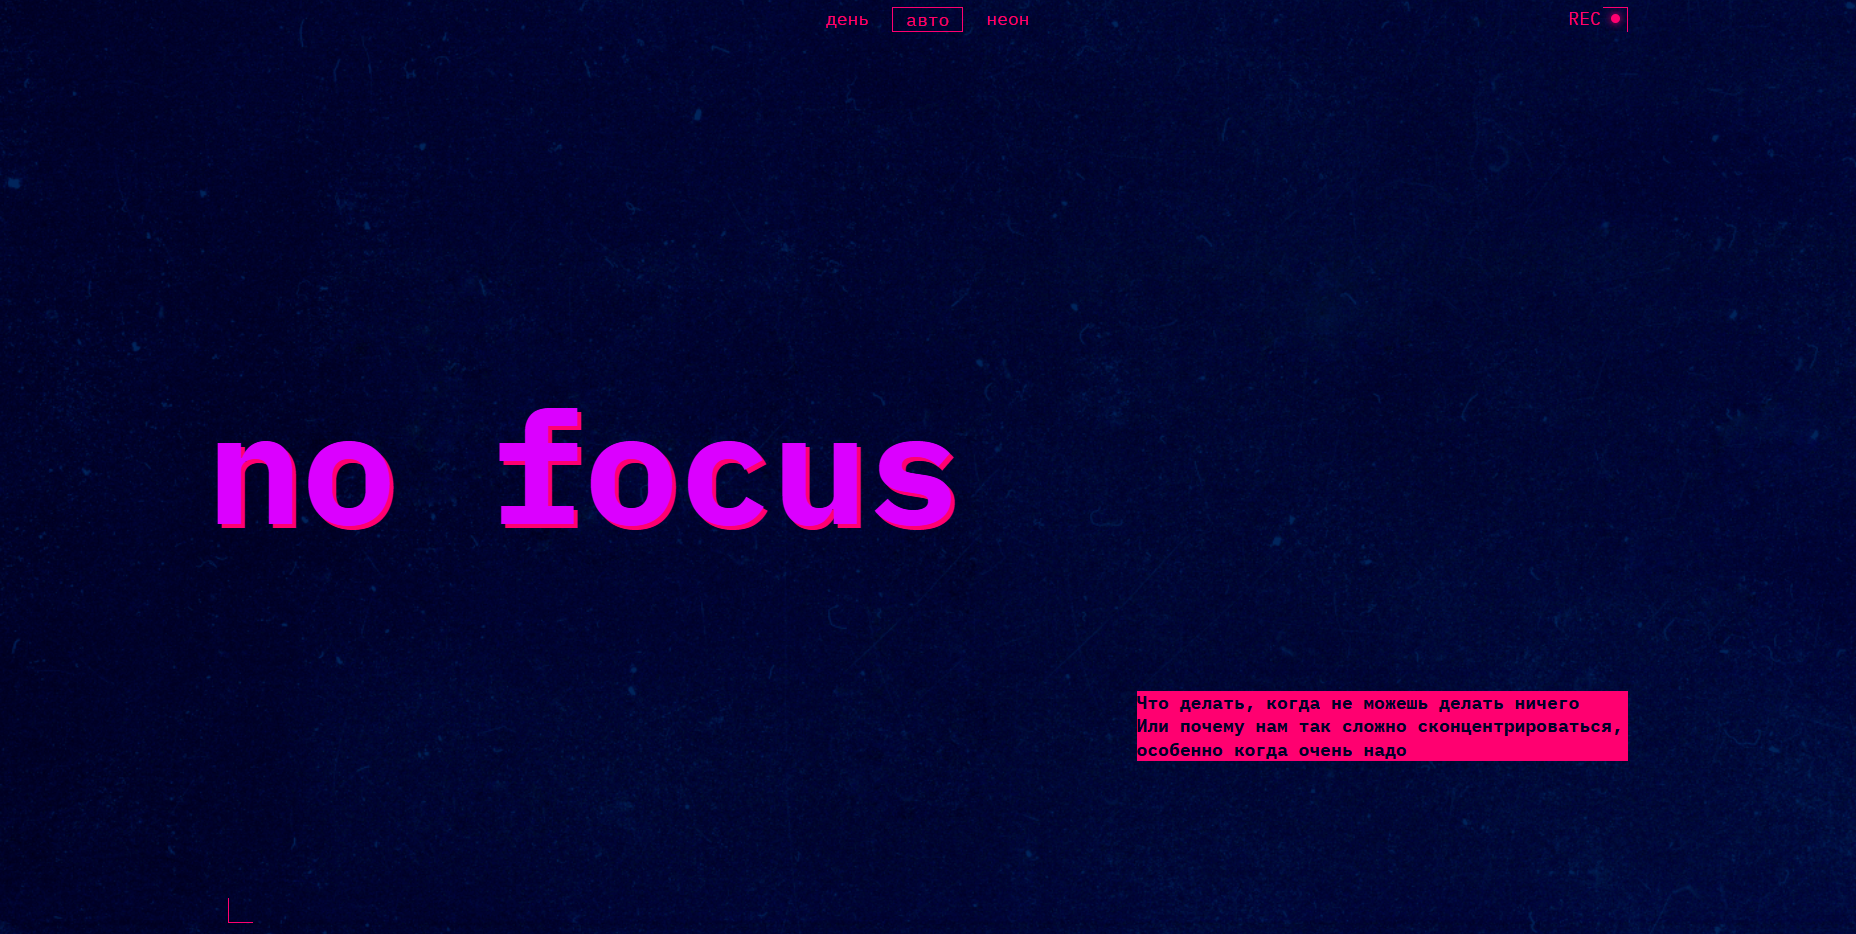 день авто неон
REC
no focus
Что делать, когда не можешь делать ничего
Или почему нам так сложно сконцентрироваться,
особенно когда очень надо